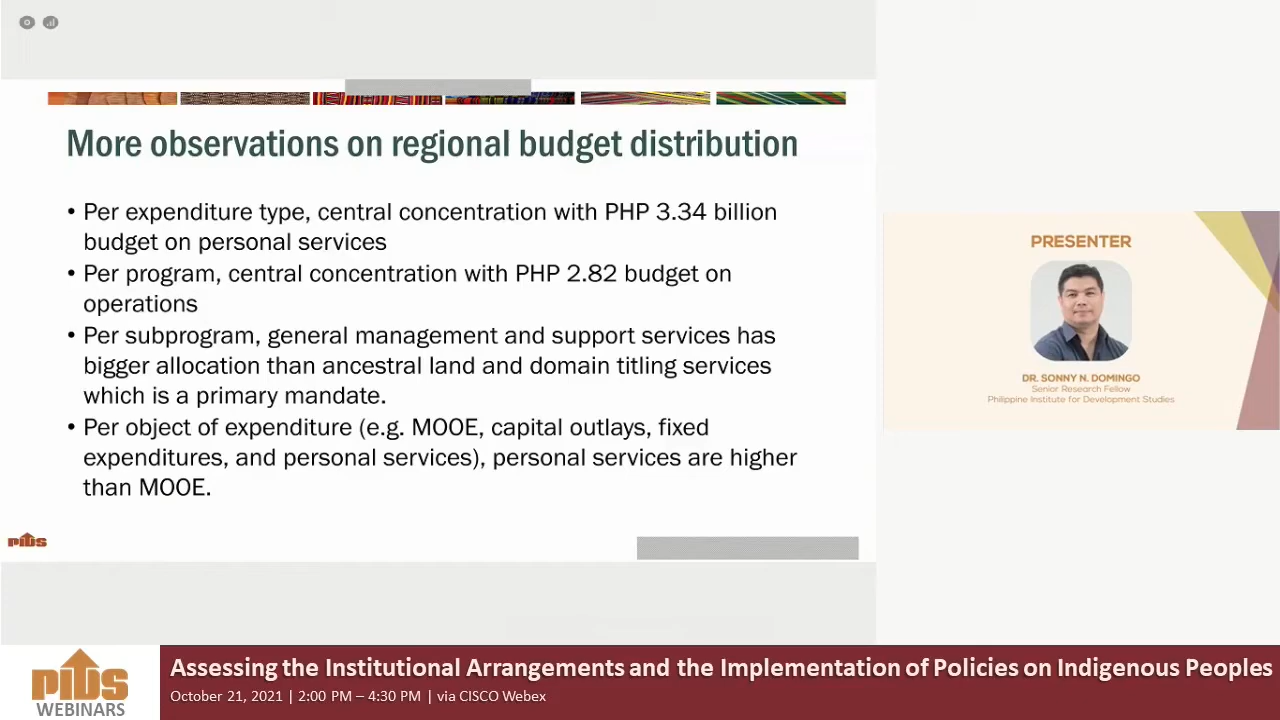 More observations on regional budget distribution
• Per expenditure type, central concentration with PHP 3.34 billion
budget on personal services
• Per program, central concentration with PHP 2.82 budget on
operations
• Per subprogram, general management and support services has
bigger allocation than ancestral land and domain titling services
which is a primary mandate.
• Per object of expenditure (e.g. MOOE, capital outlays, fixed
expenditures, and personal services), personal services are higher
than MOOE.
pids
PRESENTER
DR. SONNY N. DOMINGO
Senior Research Fellow
Philippine Institute for Development Studies
pids
WEBINARS
Assessing the Institutional Arrangements and the Implementation of Policies on Indigenous Peoples
October 21, 2021 | 2:00 PM – 4:30 PM | via CISCO Webex